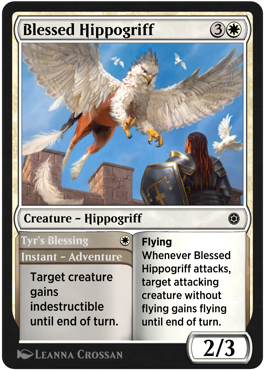 Blessed Hippogriff 3
Creature – Hippogriff
Tyr's Blessing
Instant – Adventure
Target creature
gains
indestructible
until end of turn.
Flying
Whenever Blessed
Hippogriff attacks,
target attacking
creature without
flying gains flying
until end of turn.
2/3
Leanna Crossan